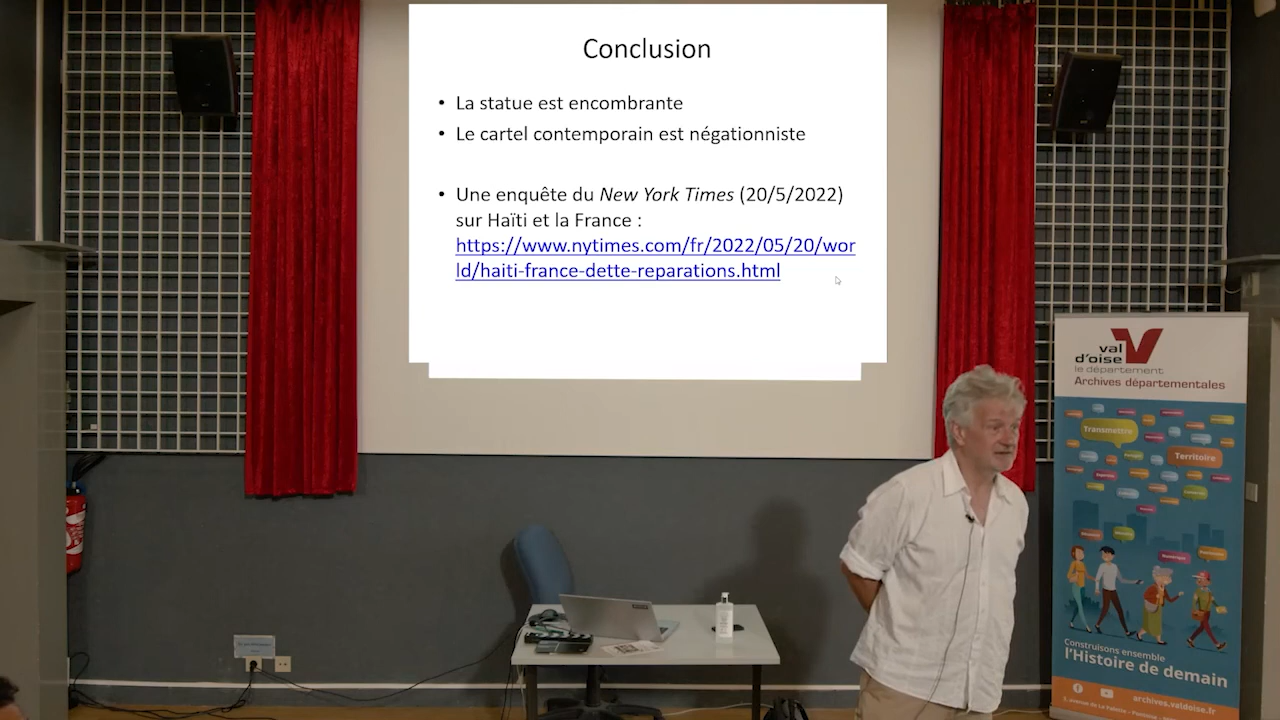 Conclusion
• La statue est encombrante
• Le cartel contemporain est négationniste
• Une enquête du New York Times (20/5/2022)
sur Haïti et la France :
https://www.nytimes.com/fr/2022/05/20/wor
ld/haiti-france-dette-reparations.html
val
d'oise
le département
Archives départementales
Transmettre
Territoire
Construisons ensemble
l'Histoire de demain
archives.valdoise.fr